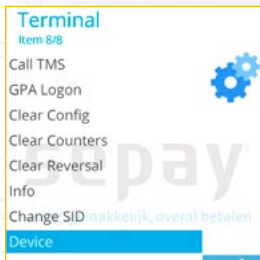 Terminal
Item 8/8
Call TMS
GPA Logon
Clear Config
Clear Counters
Clear Reversal
sepay
Info
Change SID
makkelijk, overal betalen
Device